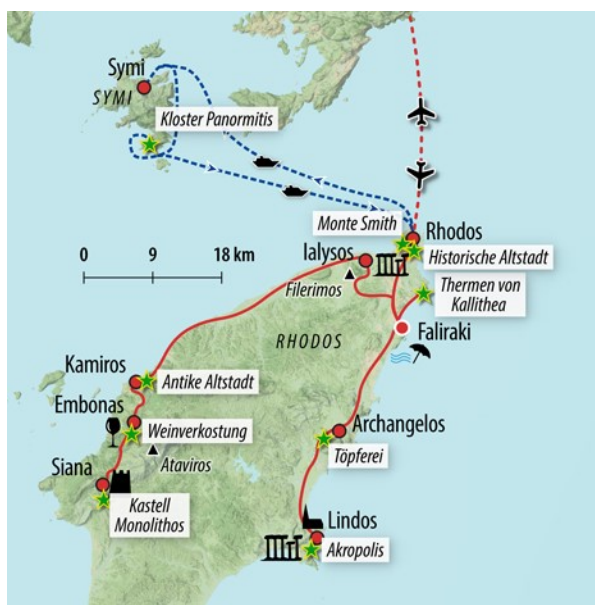 Symi
SYMI
Kloster Panormitis
Monte Smith
Rhodos
0 9 18 km
Ialysos
Historische Altstadt
Filerimos
Thermen von
Kallithea
RHODOS
Faliraki
Kamiros
Antike Altstadt
Embonas
Weinverkostung
Archangelos
Ataviros
Töpferei
Siana
Kastell
Monolithos
Lindos
Akropolis